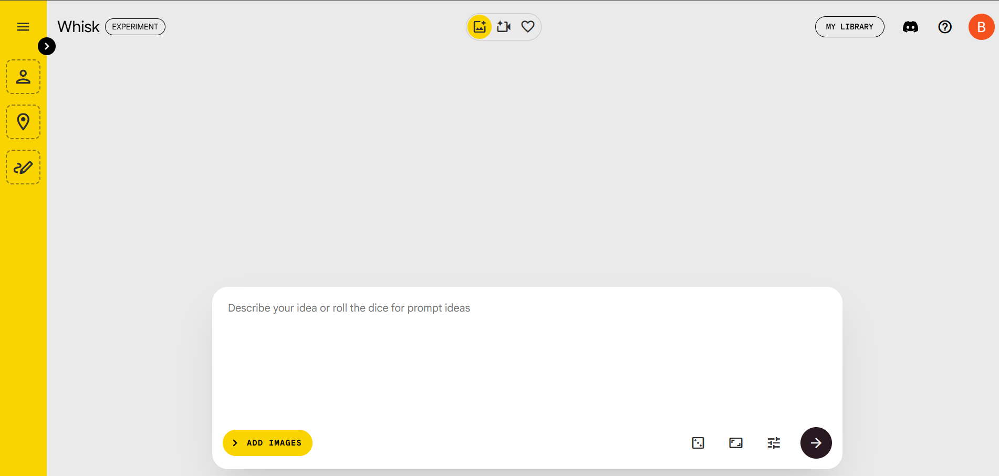 Whisk EXPERIMENT
MY LIBRARY
B
Describe your idea or roll the dice for prompt ideas
ADD IMAGES